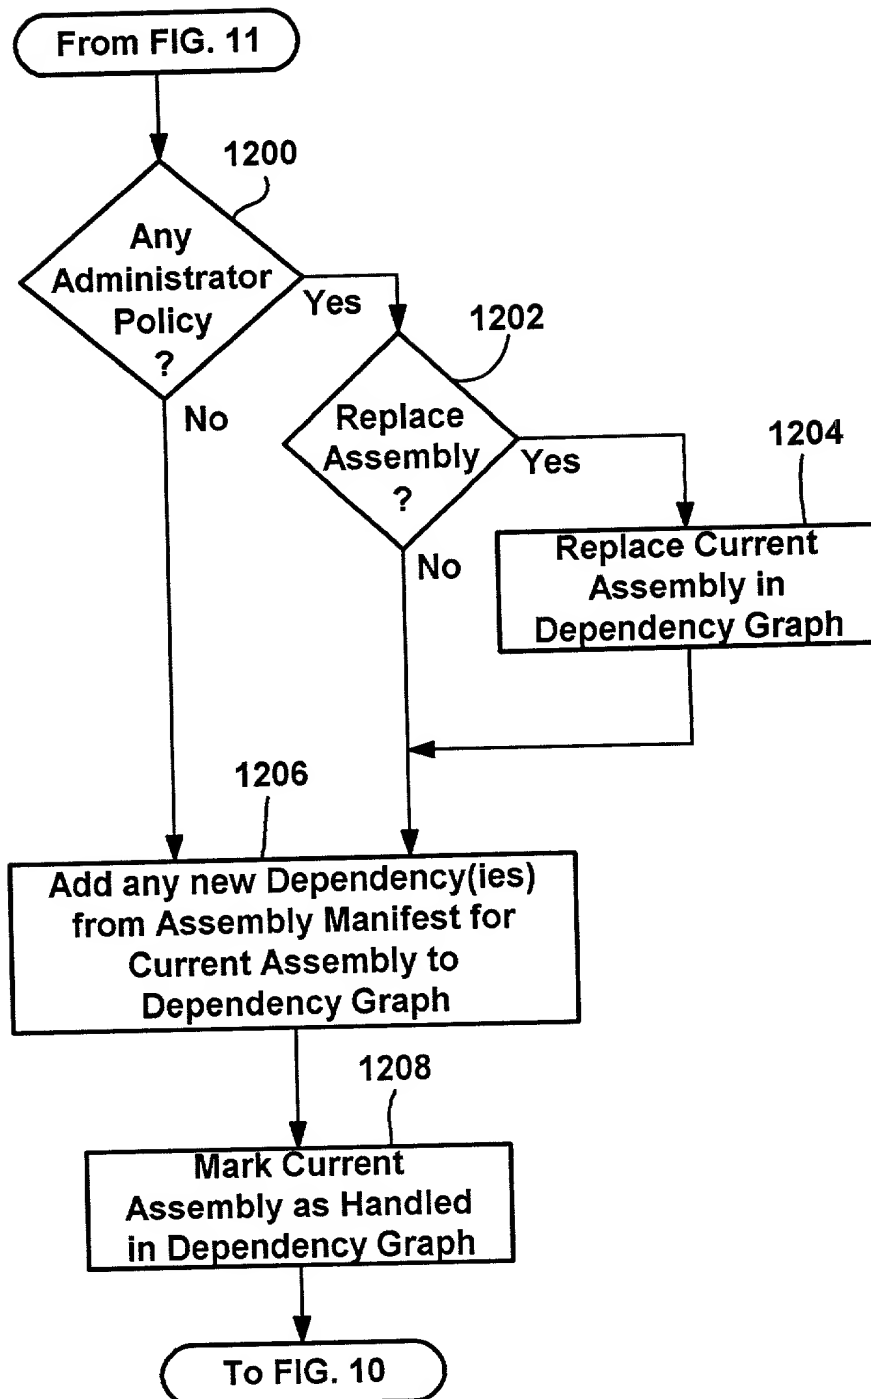 From FIG. 11
1200
Any
Administrator
Policy
?
Yes
No
1202
Replace
Assembly
?
Yes
No
1204
Replace Current
Assembly in
Dependency Graph
1206
Add any new Dependency(ies)
from Assembly Manifest for
Current Assembly to
Dependency Graph
1208
Mark Current
Assembly as Handled
in Dependency Graph
To FIG. 10